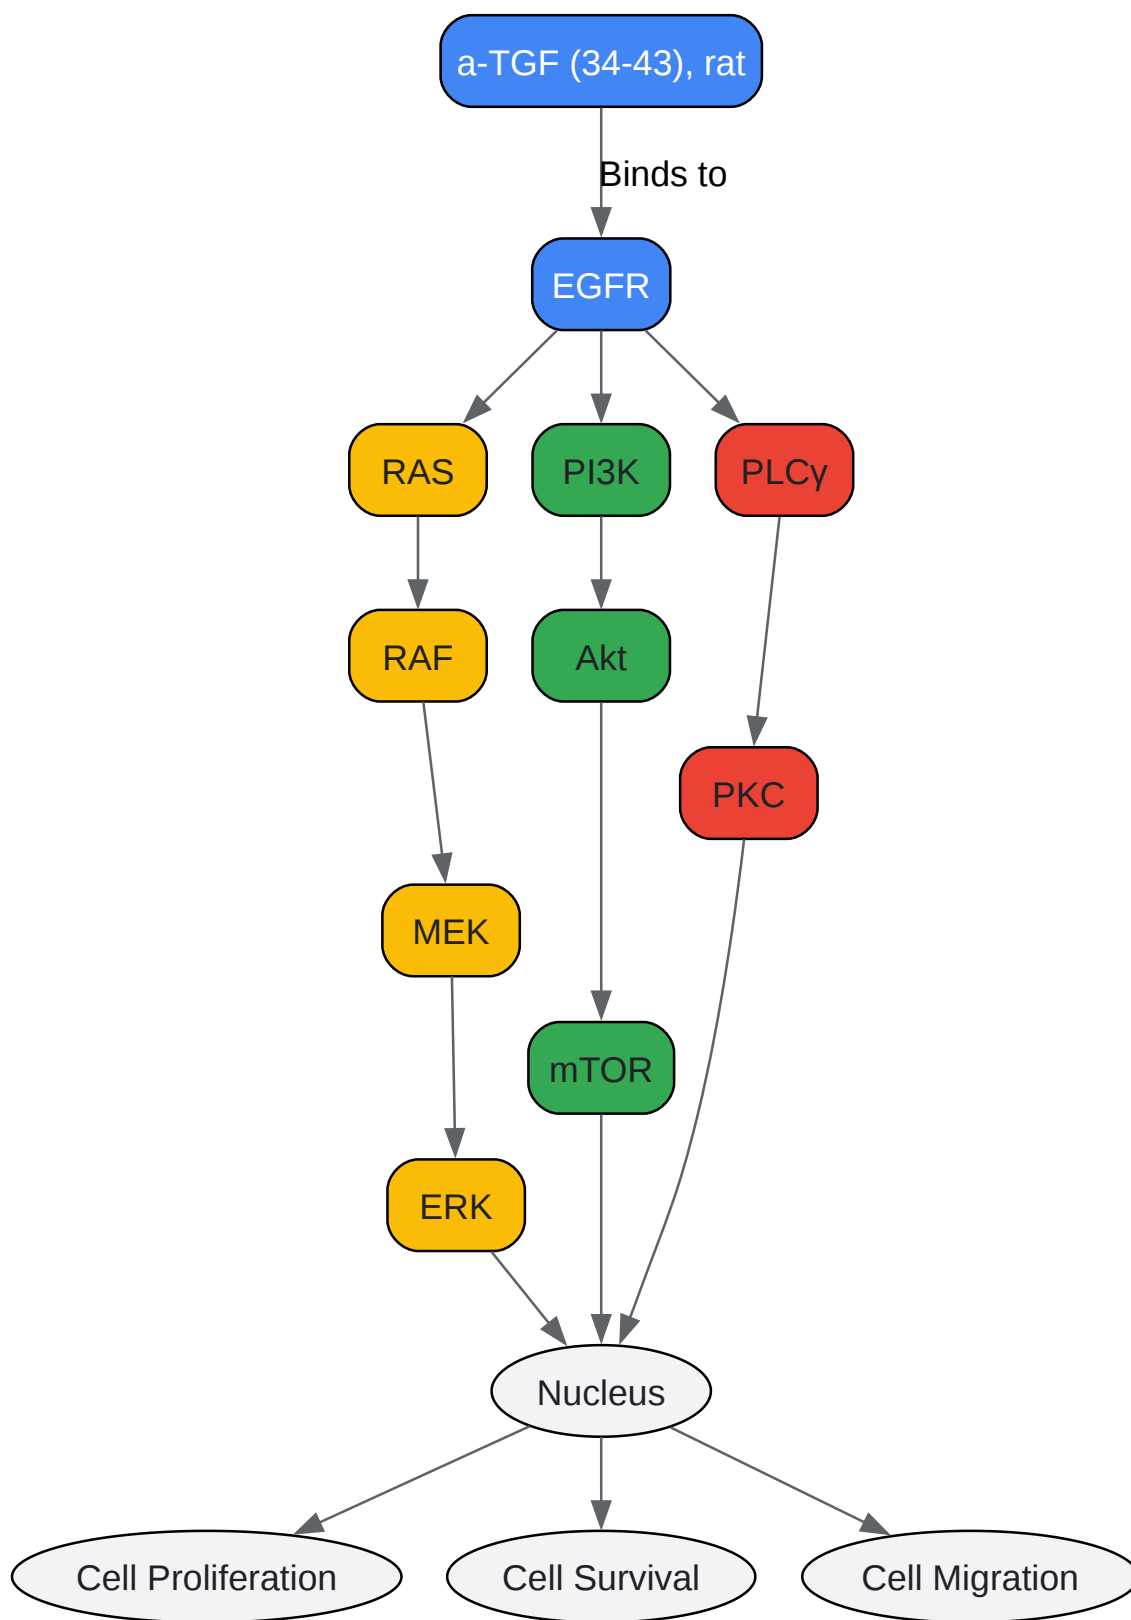 a-TGF (34-43), rat
Binds to
EGFR
RAS
PI3K
PLCγ
RAF
Akt
PKC
MEK
mTOR
ERK
Nucleus
Cell Proliferation
Cell Survival
Cell Migration